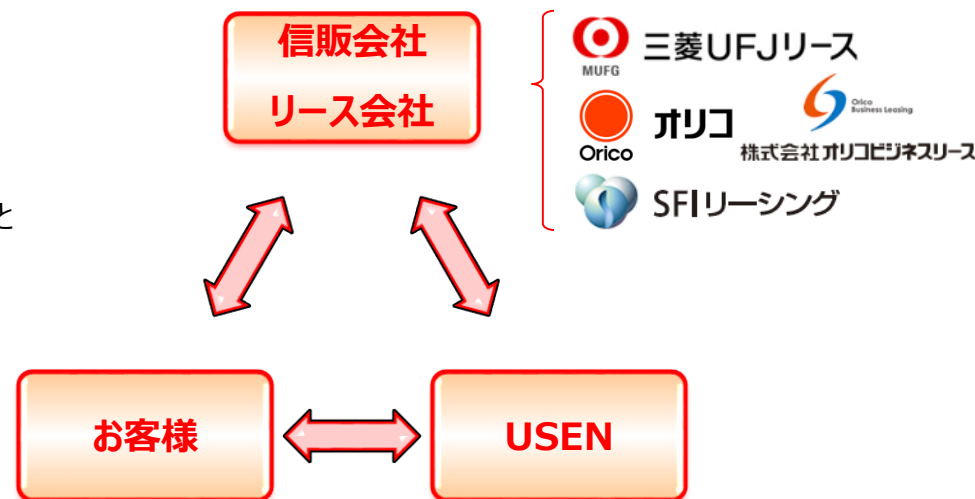 信販会社
リース会社
MUFG
三菱UFJリース
Orico
オリコ
Orico
Business Leasing
株式会社オリコビジネスリース
SFIリーシング
と
お客様
USEN